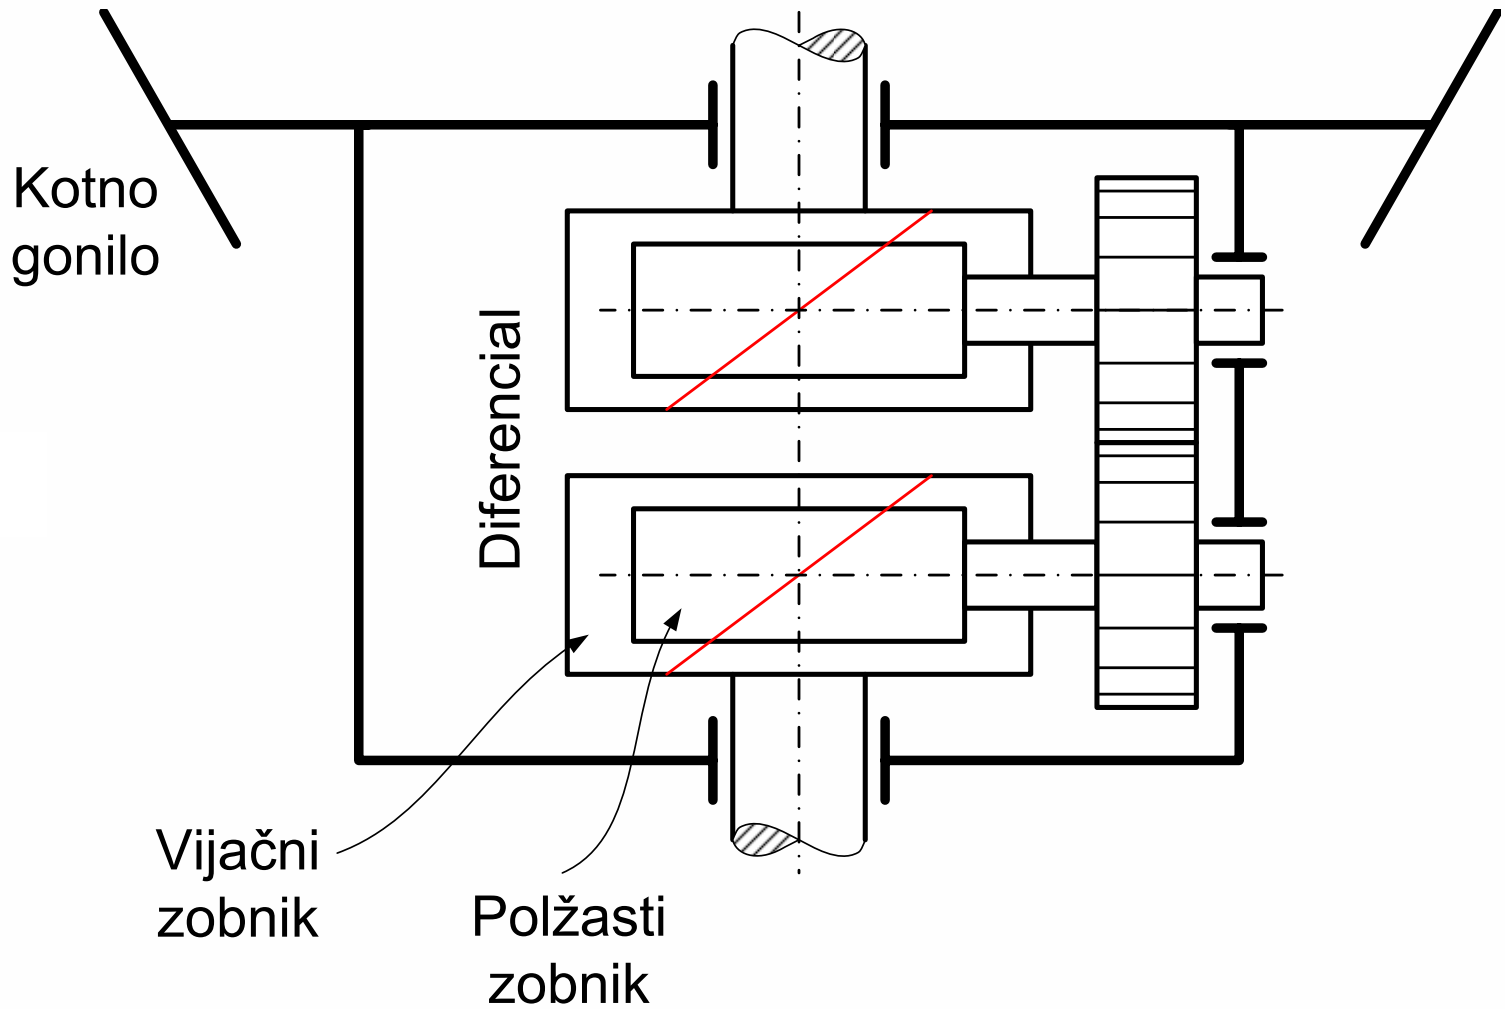 Kotno
gonilo
Diferencial
Vijačni
zobnik
Polžasti
zobnik